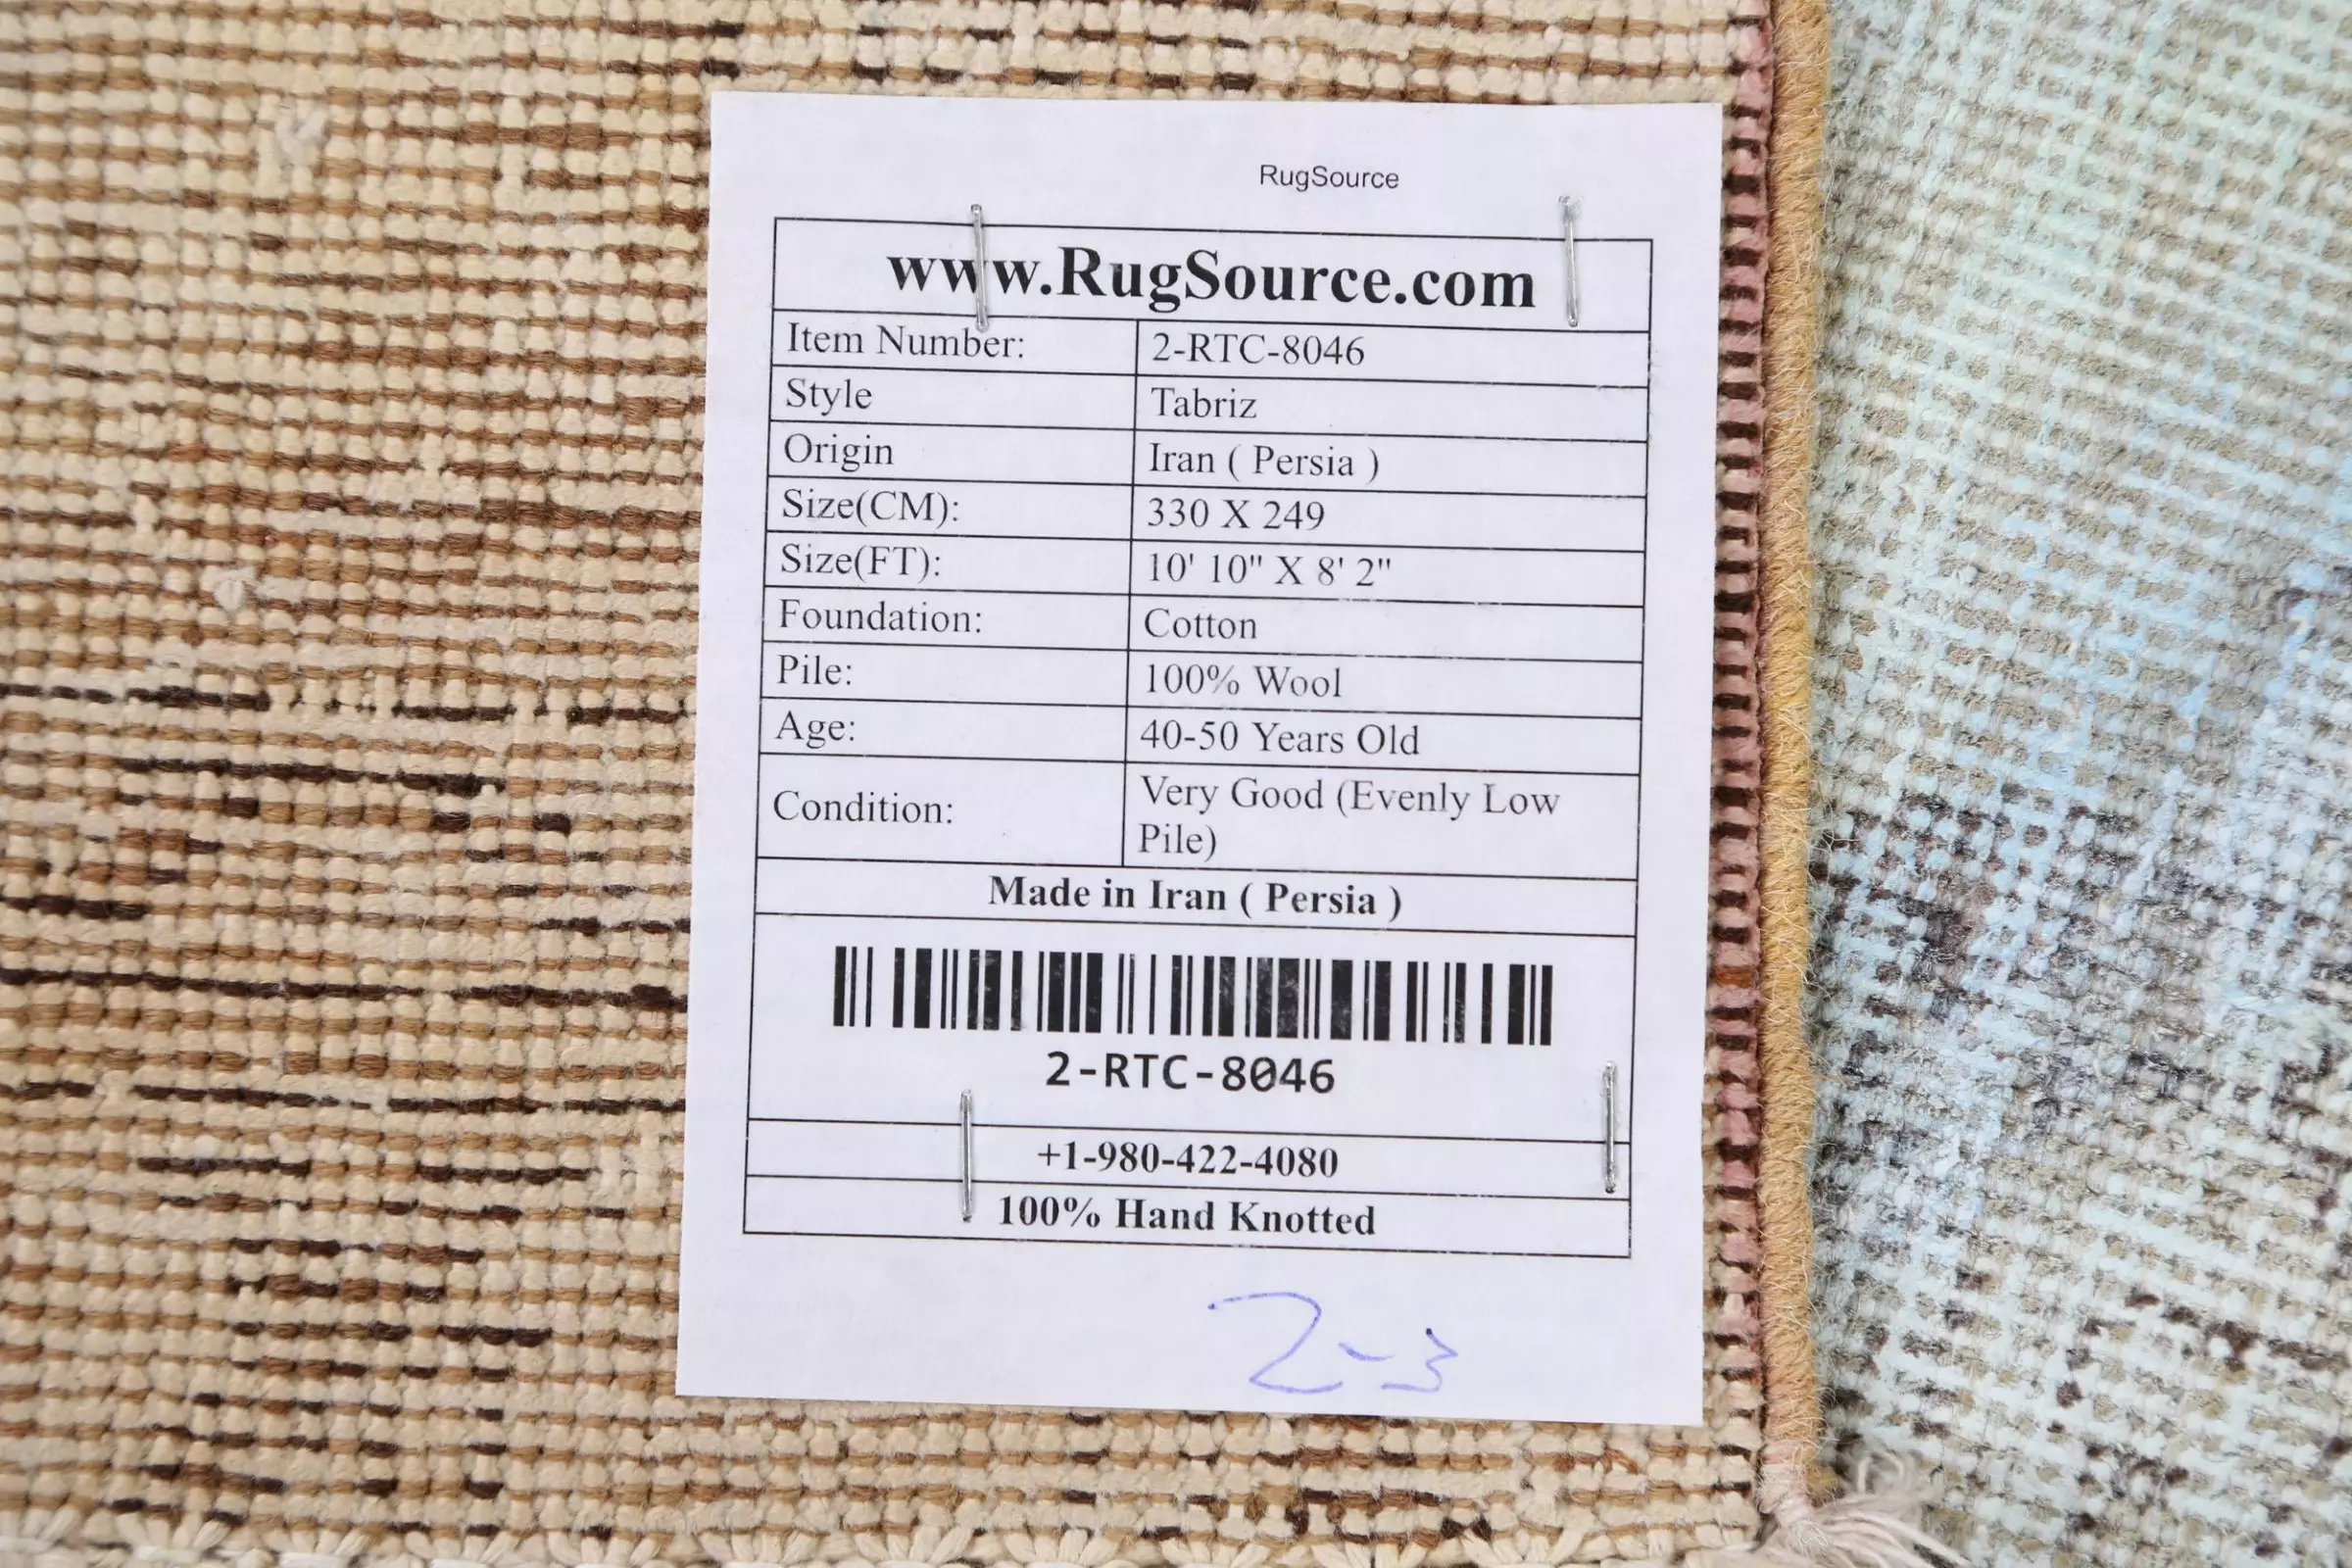 RugSource
www.RugSource.com
Item Number: 2-RTC-8046
Style Tabriz
Origin Iran ( Persia )
Size(CM): 330 X 249
Size(FT): 10' 10" X 8' 2"
Foundation: Cotton
Pile: 100% Wool
Age: 40-50 Years Old
Condition: Very Good (Evenly Low
Pile)
Made in Iran ( Persia )
2-RTC-8046
+1-980-422-4080
100% Hand Knotted
2-3